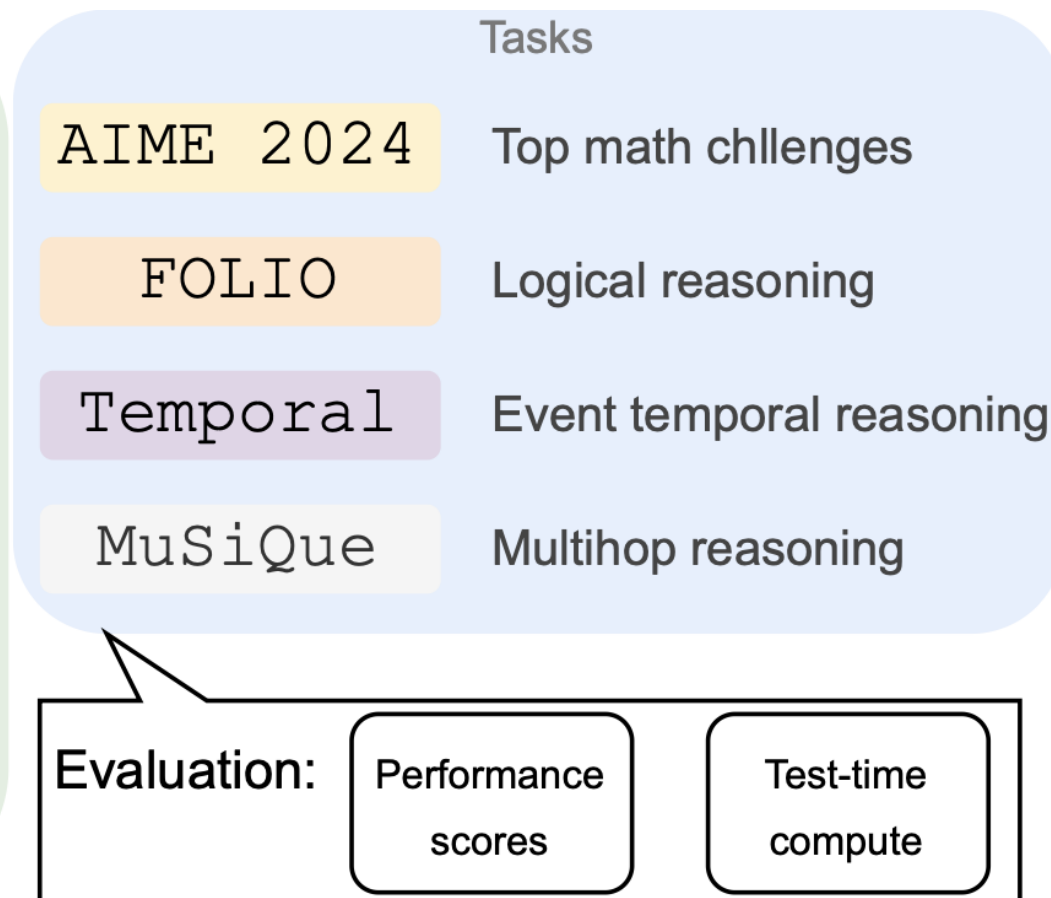 Tasks
AIME 2024 Top math chllenges
FOLIO Logical reasoning
Temporal Event temporal reasoning
MuSiQue Multihop reasoning
Evaluation: Performance scores Test-time compute